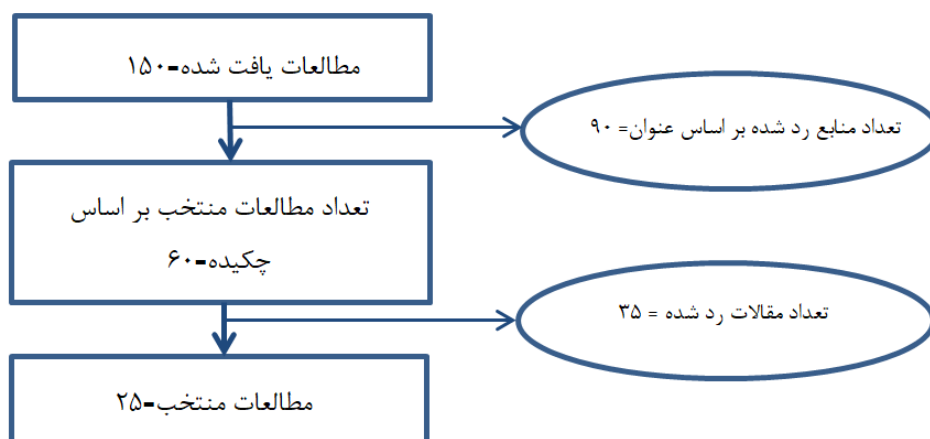 مطالعات یافت شده=۱۵۰
تعداد منابع رد شده بر اساس عنوان= ۹۰
تعداد مطالعات منتخب بر اساس
چکیده=۶۰
تعداد مقالات رد شده = ۳۵
مطالعات منتخب=۲۵